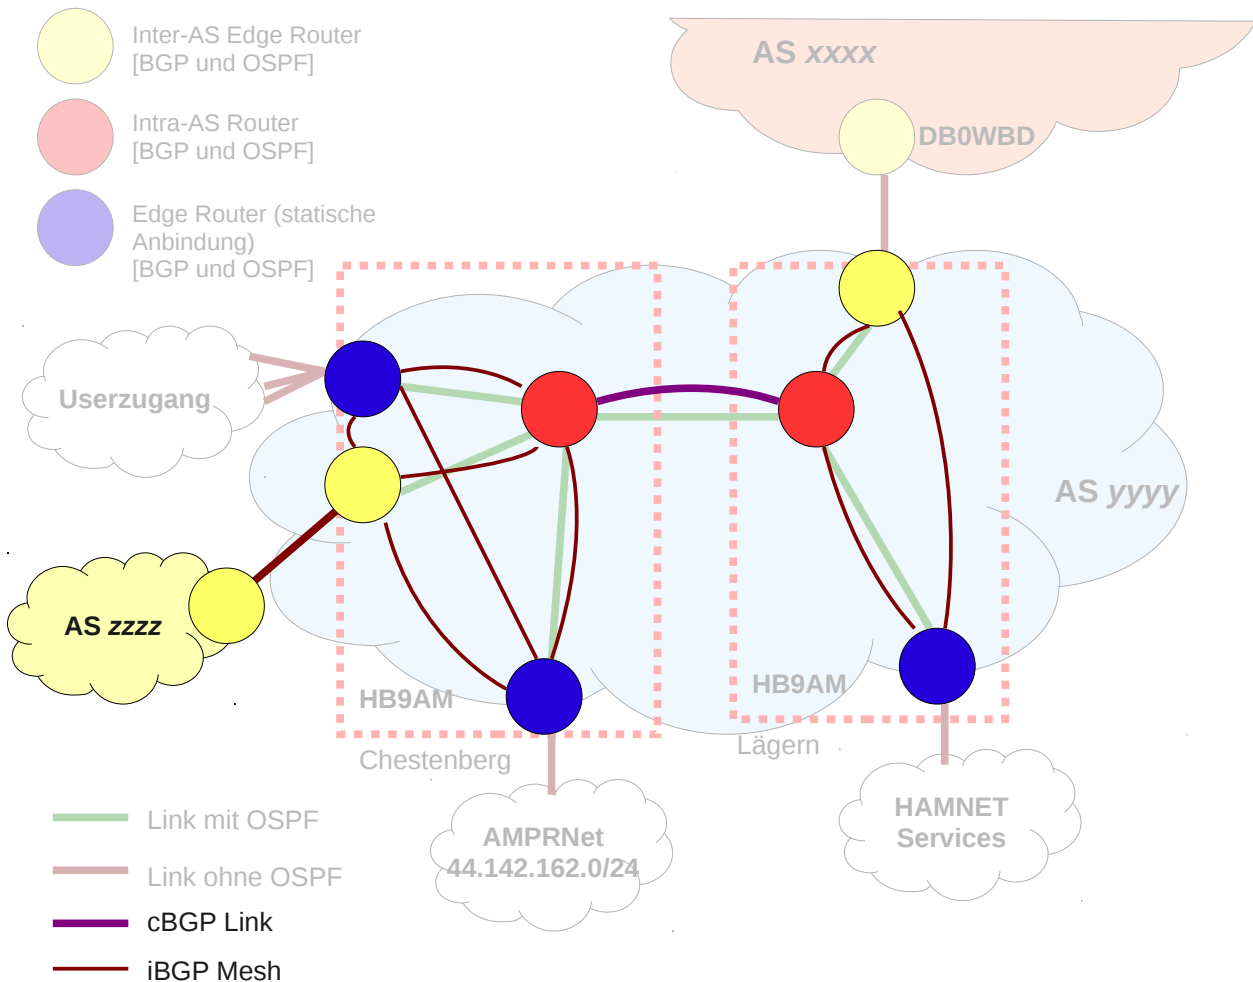 Inter-AS Edge Router
[BGP und OSPF]
Intra-AS Router
[BGP und OSPF]
Edge Router (statische
Anbindung)
[BGP und OSPF]
AS xxxx
DB0WBD
Userzugang
AS yyyy
AS zzzz
HB9AM
Chestenberg
HB9AM
Lägern
AMPRNet
44.142.162.0/24
HAMNET
Services
Link mit OSPF
Link ohne OSPF
cBGP Link
iBGP Mesh